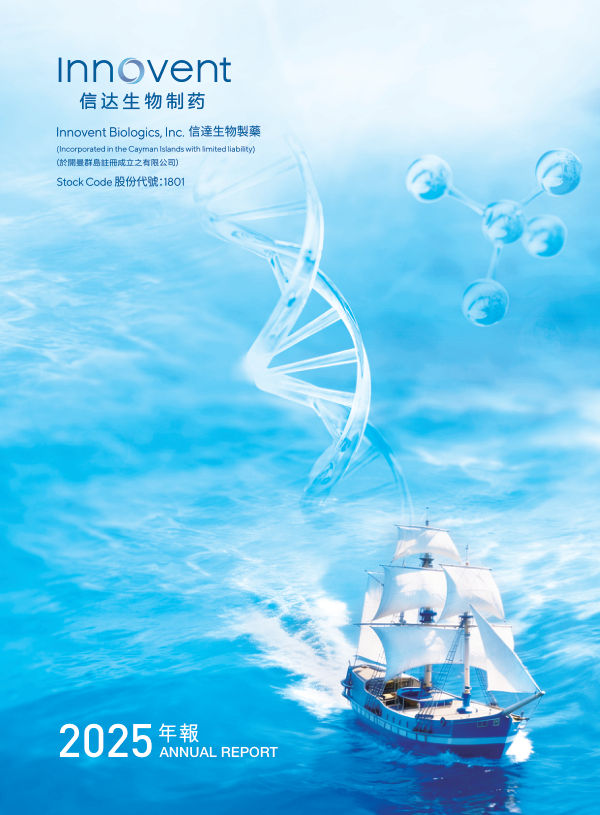 Innovent
信达生物制药
Innovent Biologics, Inc. 信達生物製藥
(Incorporated in the Cayman Islands with limited liability)
(於開曼群島註冊成立之有限公司)
Stock Code 股份代號:1801
2025 年報
ANNUAL REPORT